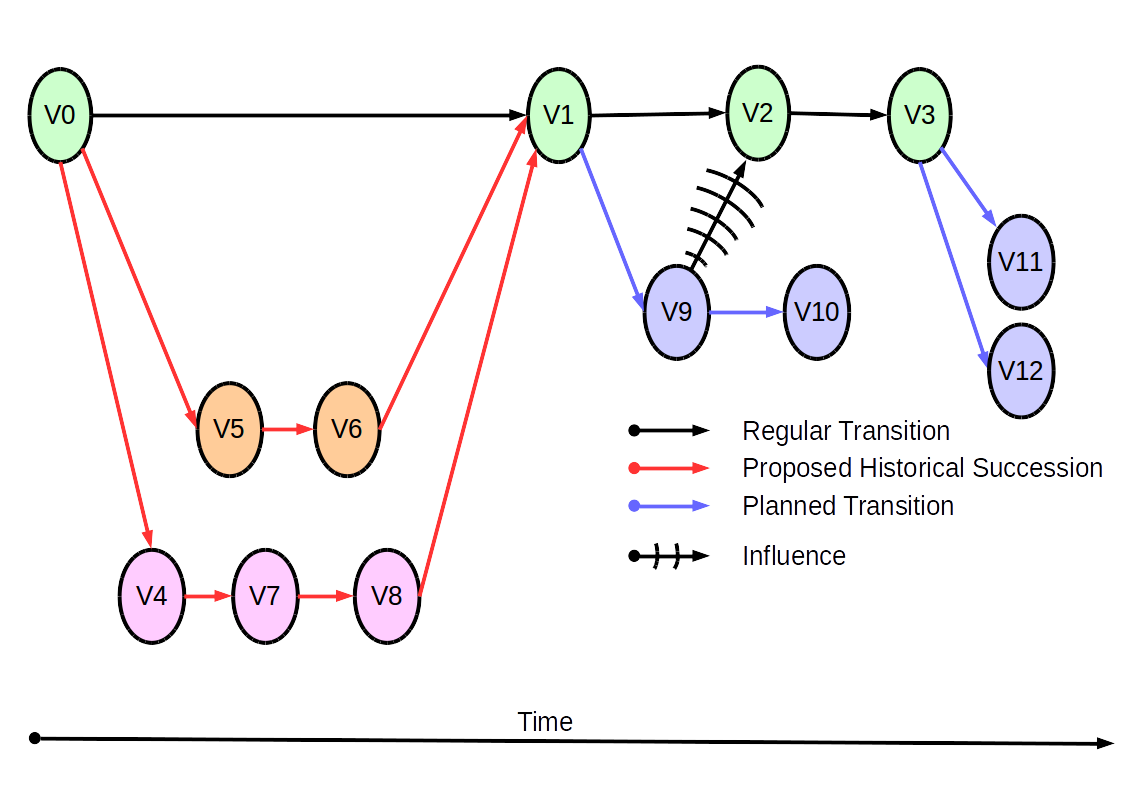 V0
V1
V2
V3
V11
V9
V10
V12
V5
V6
Regular Transition
Proposed Historical Succession
Planned Transition
Influence
V4
V7
V8
Time